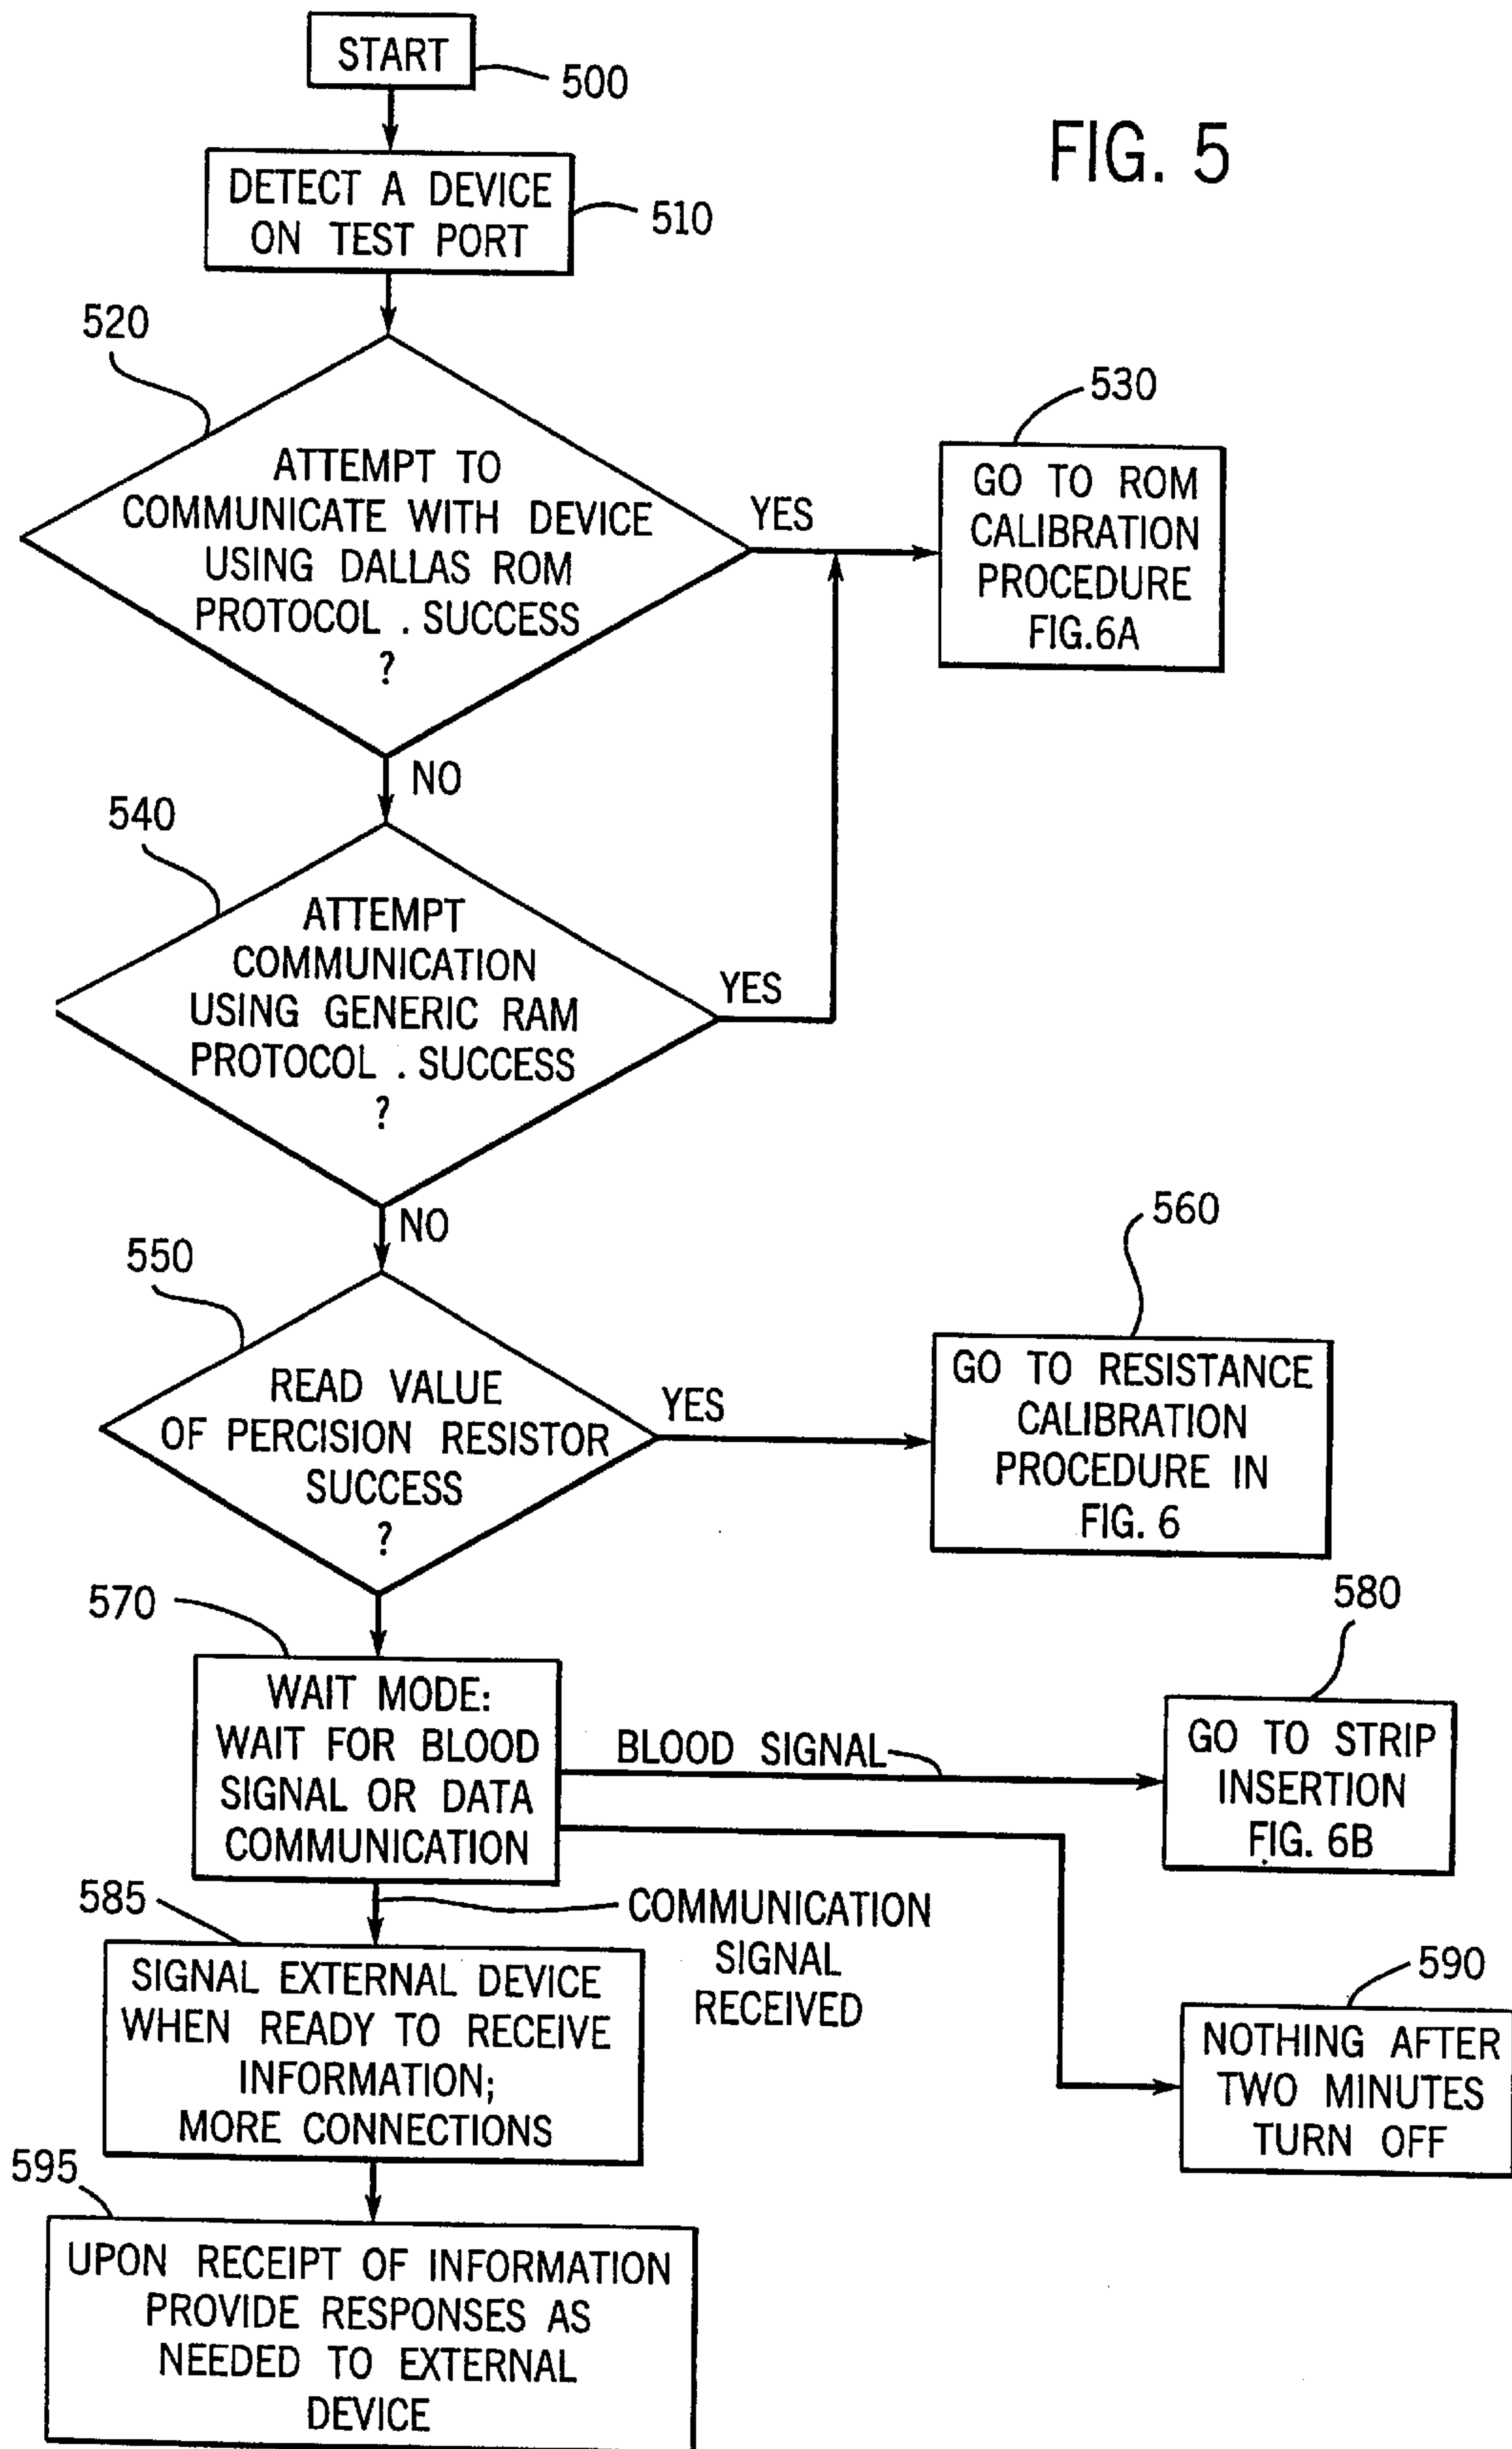 START
500
FIG. 5
DETECT A DEVICE
ON TEST PORT
510
520
ATTEMPT TO
COMMUNICATE WITH DEVICE
USING DALLAS ROM
PROTOCOL . SUCCESS
?
YES
530
GO TO ROM
CALIBRATION
PROCEDURE
FIG.6A
NO
540
ATTEMPT
COMMUNICATION
USING GENERIC RAM
PROTOCOL . SUCCESS
?
YES
NO
550
READ VALUE
OF PERCISION RESISTOR
SUCCESS
?
YES
560
GO TO RESISTANCE
CALIBRATION
PROCEDURE IN
FIG. 6
570
WAIT MODE:
WAIT FOR BLOOD
SIGNAL OR DATA
COMMUNICATION
BLOOD SIGNAL
580
GO TO STRIP
INSERTION
FIG. 6B
COMMUNICATION
SIGNAL
RECEIVED
585
SIGNAL EXTERNAL DEVICE
WHEN READY TO RECEIVE
INFORMATION;
MORE CONNECTIONS
590
NOTHING AFTER
TWO MINUTES
TURN OFF
595
UPON RECEIPT OF INFORMATION
PROVIDE RESPONSES AS
NEEDED TO EXTERNAL
DEVICE